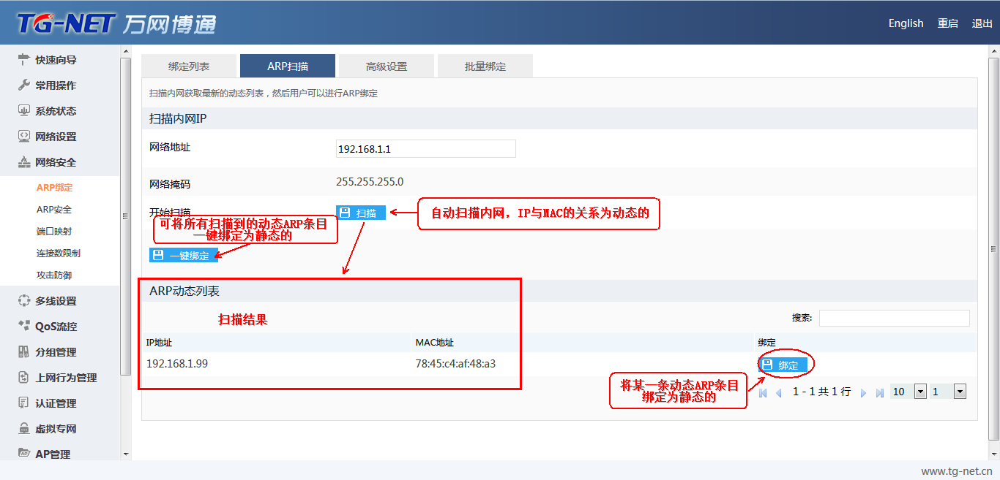 TG-NET 万网博通
English 重启 退出
快速向导
常用操作
系统状态
网络设置
网络安全
ARP绑定
ARP安全
端口映射
连接数限制
攻击防御
多线设置
QoS流控
分组管理
上网行为管理
认证管理
虚拟专网
AP管理
绑定列表 ARP扫描 高级设置 批量绑定
扫描内网获取最新的动态列表，然后用户可以进行ARP绑定
扫描内网IP
网络地址 192.168.1.1
网络掩码 255.255.255.0
开始扫描 扫描
自动扫描内网，IP与MAC的关系为动态的
可将所有扫描到的动态ARP条目
一键绑定为静态的
一键绑定
ARP动态列表
扫描结果
搜索:
IP地址 MAC地址 绑定
192.168.1.99 78:45:c4:af:48:a3 绑定
将某一条动态ARP条目
绑定为静态的
1 - 1 共 1 行 10 1
www.tg-net.cn